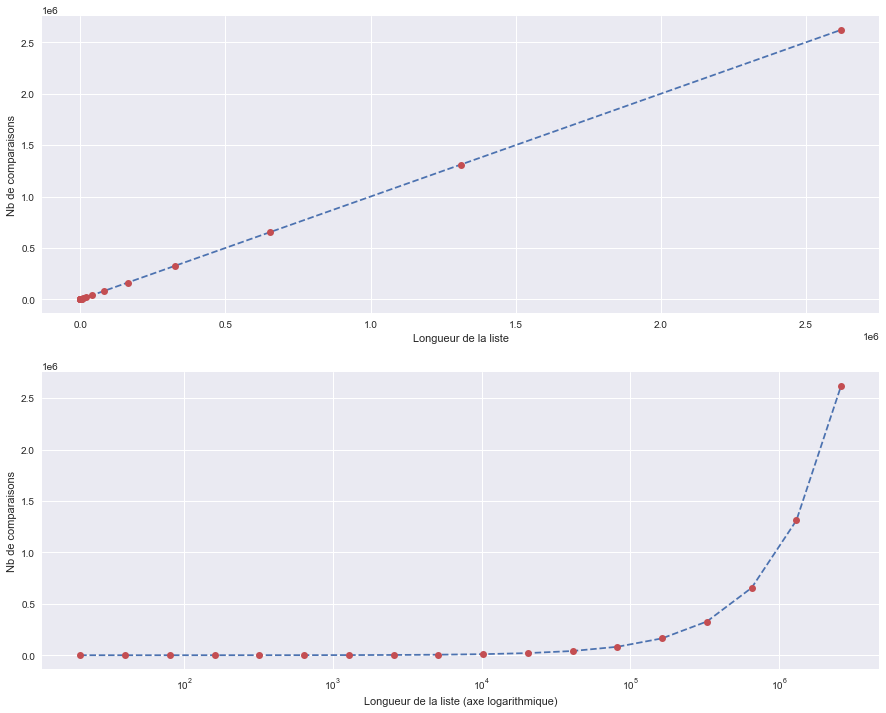 1e6
2.5
2.0
1.5
1.0
0.5
0.0
Nb de comparaisons
0.0 0.5 1.0 1.5 2.0 2.5
1e6
Longueur de la liste
1e6
2.5
2.0
1.5
1.0
0.5
0.0
Nb de comparaisons
10² 10³ 10⁴ 10⁵ 10⁶
Longueur de la liste (axe logarithmique)